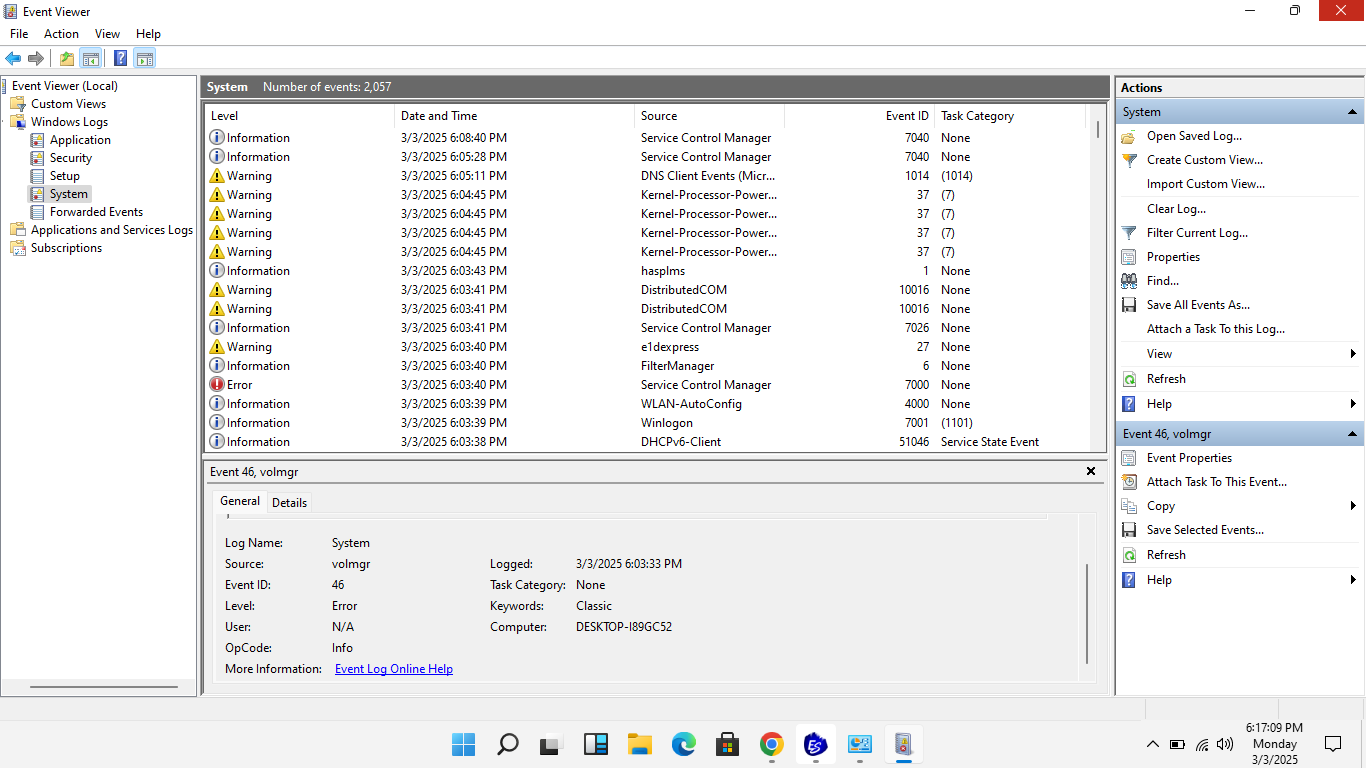 Event Viewer
File Action View Help
Event Viewer (Local)
Custom Views
Windows Logs
Application
Security
Setup
System
Forwarded Events
Applications and Services Logs
Subscriptions
System Number of events: 2,057
Level Date and Time Source Event ID Task Category
Information 3/3/2025 6:08:40 PM Service Control Manager 7040 None
Information 3/3/2025 6:05:28 PM Service Control Manager 7040 None
Warning 3/3/2025 6:05:11 PM DNS Client Events (Micr... 1014 (1014)
Warning 3/3/2025 6:04:45 PM Kernel-Processor-Power... 37 (7)
Warning 3/3/2025 6:04:45 PM Kernel-Processor-Power... 37 (7)
Warning 3/3/2025 6:04:45 PM Kernel-Processor-Power... 37 (7)
Warning 3/3/2025 6:04:45 PM Kernel-Processor-Power... 37 (7)
Information 3/3/2025 6:03:43 PM hasplms 1 None
Warning 3/3/2025 6:03:41 PM DistributedCOM 10016 None
Warning 3/3/2025 6:03:41 PM DistributedCOM 10016 None
Information 3/3/2025 6:03:41 PM Service Control Manager 7026 None
Warning 3/3/2025 6:03:40 PM e1dexpress 27 None
Information 3/3/2025 6:03:40 PM FilterManager 6 None
Error 3/3/2025 6:03:40 PM Service Control Manager 7000 None
Information 3/3/2025 6:03:39 PM WLAN-AutoConfig 4000 None
Information 3/3/2025 6:03:39 PM Winlogon 7001 (1101)
Information 3/3/2025 6:03:38 PM DHCPv6-Client 51046 Service State Event
Event 46, volmgr
General Details
Log Name: System
Source: volmgr Logged: 3/3/2025 6:03:33 PM
Event ID: 46 Task Category: None
Level: Error Keywords: Classic
User: N/A Computer: DESKTOP-I89GC52
OpCode: Info
More Information: Event Log Online Help
Actions
System
Open Saved Log...
Create Custom View...
Import Custom View...
Clear Log...
Filter Current Log...
Properties
Find...
Save All Events As...
Attach a Task To this Log...
View
Refresh
Help
Event 46, volmgr
Event Properties
Attach Task To This Event...
Copy
Save Selected Events...
Refresh
Help
ES
6:17:09 PM
Monday
3/3/2025